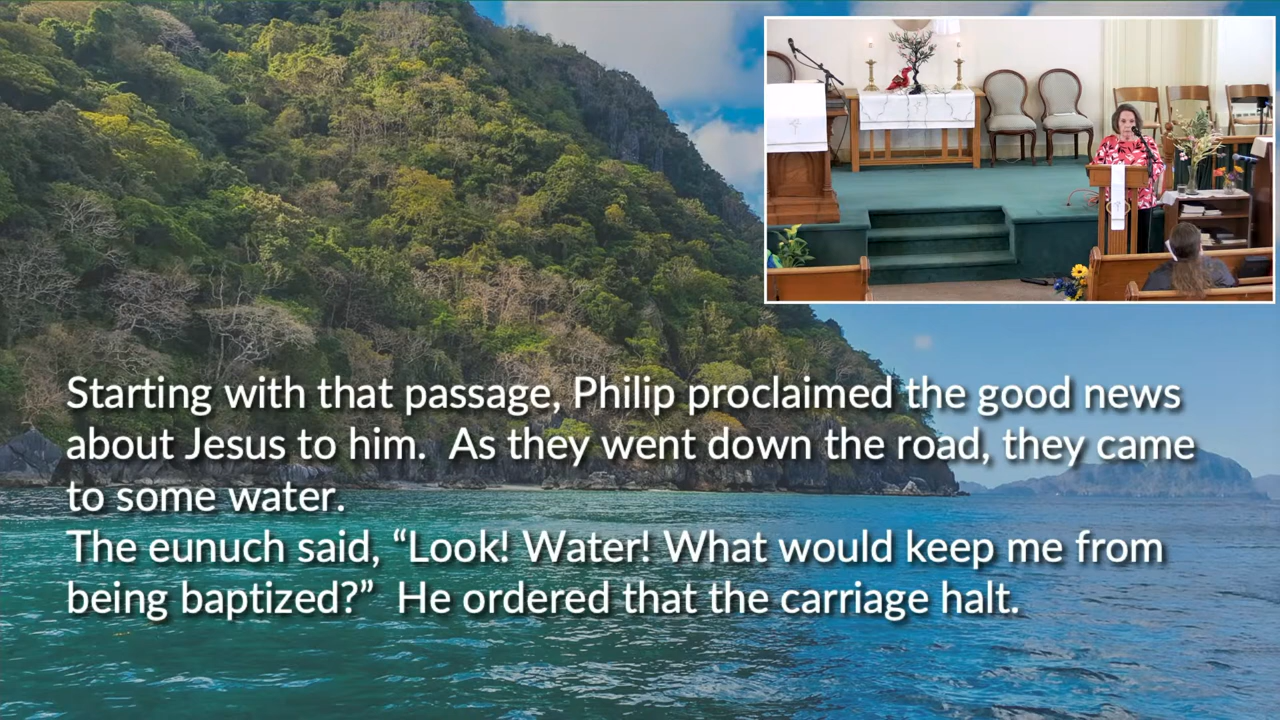 Starting with that passage, Philip proclaimed the good news
about Jesus to him.  As they went down the road, they came
to some water.
The eunuch said, “Look! Water! What would keep me from
being baptized?”  He ordered that the carriage halt.